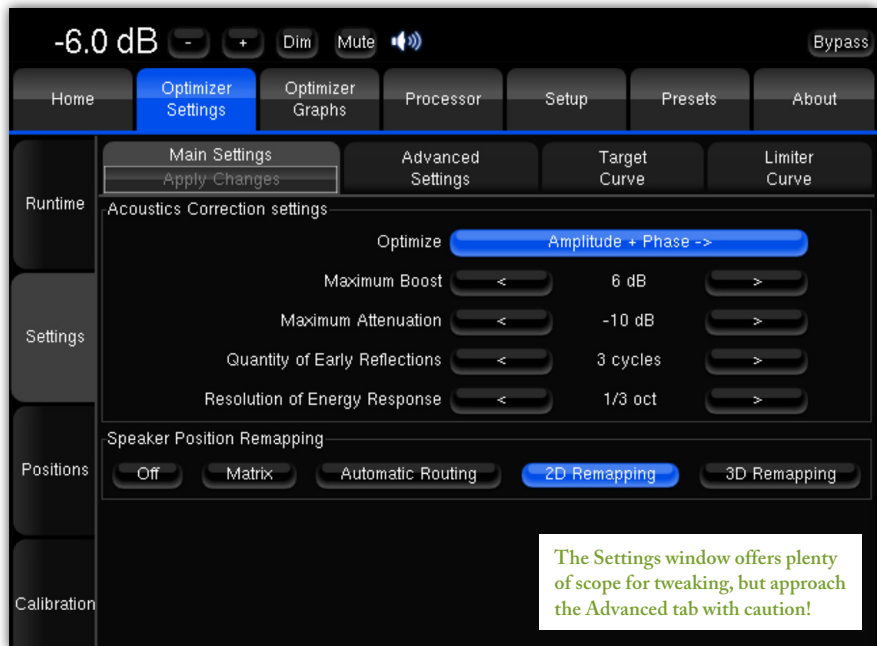 -6.0 dB - + Dim Mute Bypass
Home Optimizer Settings Optimizer Graphs Processor Setup Presets About
Runtime
Settings
Positions
Calibration
Main Settings
Apply Changes
Advanced
Settings
Target
Curve
Limiter
Curve
Acoustics Correction settings
Optimize Amplitude + Phase ->
Maximum Boost < 6 dB >
Maximum Attenuation < -10 dB >
Quantity of Early Reflections < 3 cycles >
Resolution of Energy Response < 1/3 oct >
Speaker Position Remapping
Off Matrix Automatic Routing 2D Remapping 3D Remapping
The Settings window offers plenty
of scope for tweaking, but approach
the Advanced tab with caution!